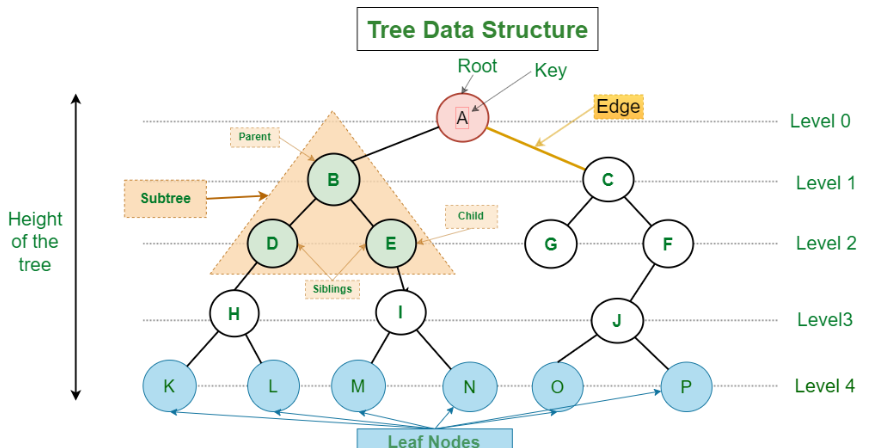 Tree Data Structure
Root
Key
A
Edge
Level 0
Parent
B
C
Level 1
Subtree
Height
of the
tree
Child
D
E
G
F
Level 2
Siblings
H
I
J
Level3
K
L
M
N
O
P
Level 4
Leaf Nodes